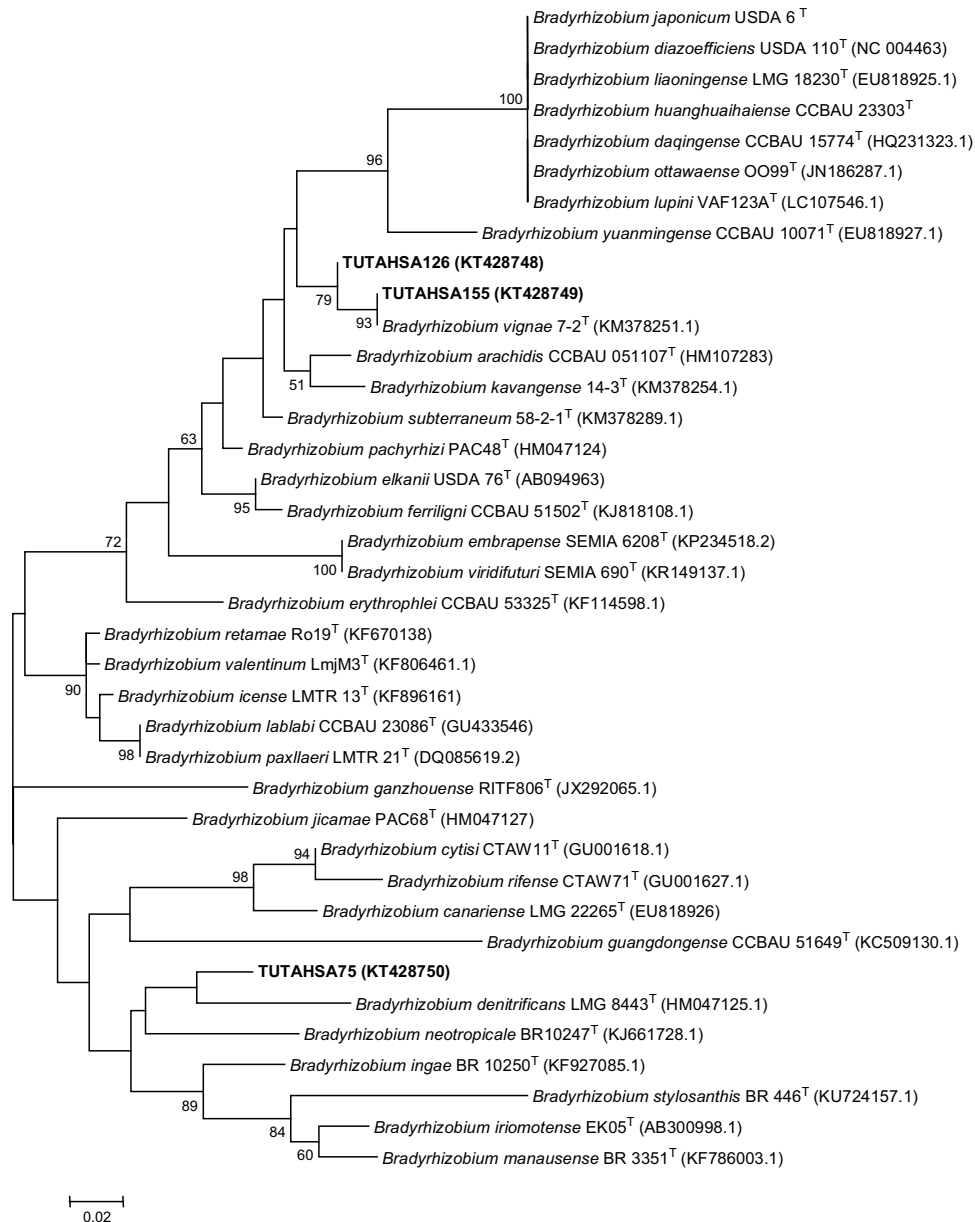 Bradyrhizobium japonicum USDA 6 T
Bradyrhizobium diazoefficiens USDA 110T (NC 004463)
Bradyrhizobium liaoningense LMG 18230T (EU818925.1)
100
Bradyrhizobium huanghuaihaiense CCBAU 23303T
Bradyrhizobium daqingense CCBAU 15774T (HQ231323.1)
96
Bradyrhizobium ottawaense OO99T (JN186287.1)
Bradyrhizobium lupini VAF123AT (LC107546.1)
Bradyrhizobium yuanmingense CCBAU 10071T (EU818927.1)
TUTAHSA126 (KT428748)
79
TUTAHSA155 (KT428749)
93
Bradyrhizobium vignae 7-2T (KM378251.1)
Bradyrhizobium arachidis CCBAU 051107T (HM107283)
51
Bradyrhizobium kavangense 14-3T (KM378254.1)
Bradyrhizobium subterraneum 58-2-1T (KM378289.1)
63
Bradyrhizobium pachyrhizi PAC48T (HM047124)
Bradyrhizobium elkanii USDA 76T (AB094963)
95
Bradyrhizobium ferriligni CCBAU 51502T (KJ818108.1)
72
Bradyrhizobium embrapense SEMIA 6208T (KP234518.2)
100
Bradyrhizobium viridifuturi SEMIA 690T (KR149137.1)
Bradyrhizobium erythrophlei CCBAU 53325T (KF114598.1)
Bradyrhizobium retamae Ro19T (KF670138)
Bradyrhizobium valentinum LmjM3T (KF806461.1)
90
Bradyrhizobium icense LMTR 13T (KF896161)
Bradyrhizobium lablabi CCBAU 23086T (GU433546)
98
Bradyrhizobium paxllaeri LMTR 21T (DQ085619.2)
Bradyrhizobium ganzhouense RITF806T (JX292065.1)
Bradyrhizobium jicamae PAC68T (HM047127)
94
Bradyrhizobium cytisi CTAW11T (GU001618.1)
98
Bradyrhizobium rifense CTAW71T (GU001627.1)
Bradyrhizobium canariense LMG 22265T (EU818926)
Bradyrhizobium guangdongense CCBAU 51649T (KC509130.1)
TUTAHSA75 (KT428750)
Bradyrhizobium denitrificans LMG 8443T (HM047125.1)
Bradyrhizobium neotropicale BR10247T (KJ661728.1)
Bradyrhizobium ingae BR 10250T (KF927085.1)
89
Bradyrhizobium stylosanthis BR 446T (KU724157.1)
84
Bradyrhizobium iriomotense EK05T (AB300998.1)
60
Bradyrhizobium manausense BR 3351T (KF786003.1)
0.02